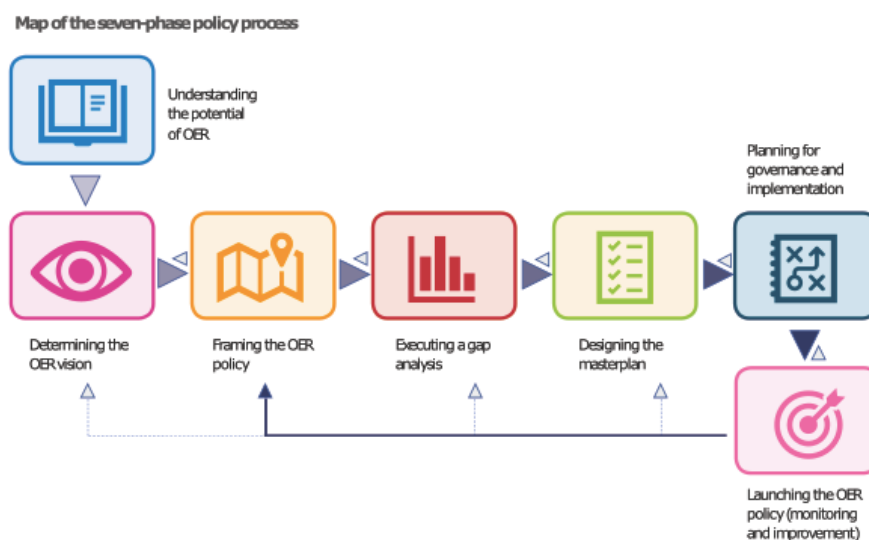 Map of the seven-phase policy process
Understanding
the potential
of OER
Planning for
governance and
implementation
Determining the
OER vision
Framing the OER
policy
Executing a gap
analysis
Designing the
masterplan
Launching the OER
policy (monitoring
and improvement)